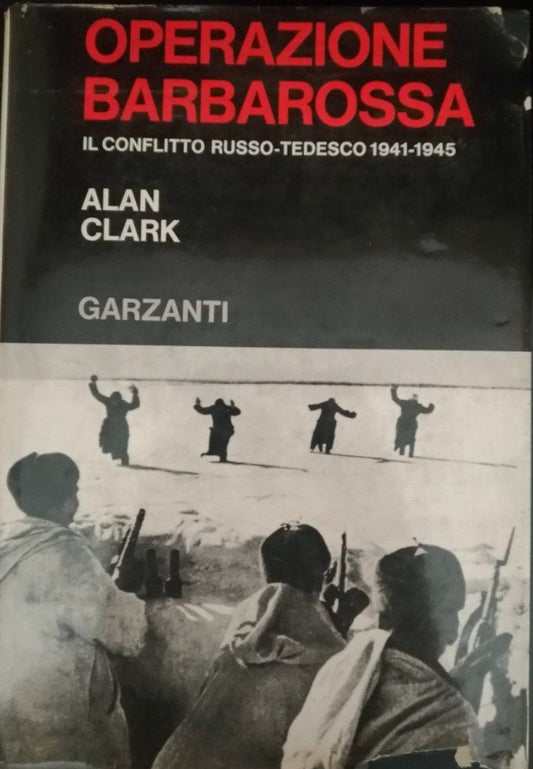 OPERAZIONE
BARBAROSSA
IL CONFLITTO RUSSO-TEDESCO 1941-1945
ALAN
CLARK
GARZANTI